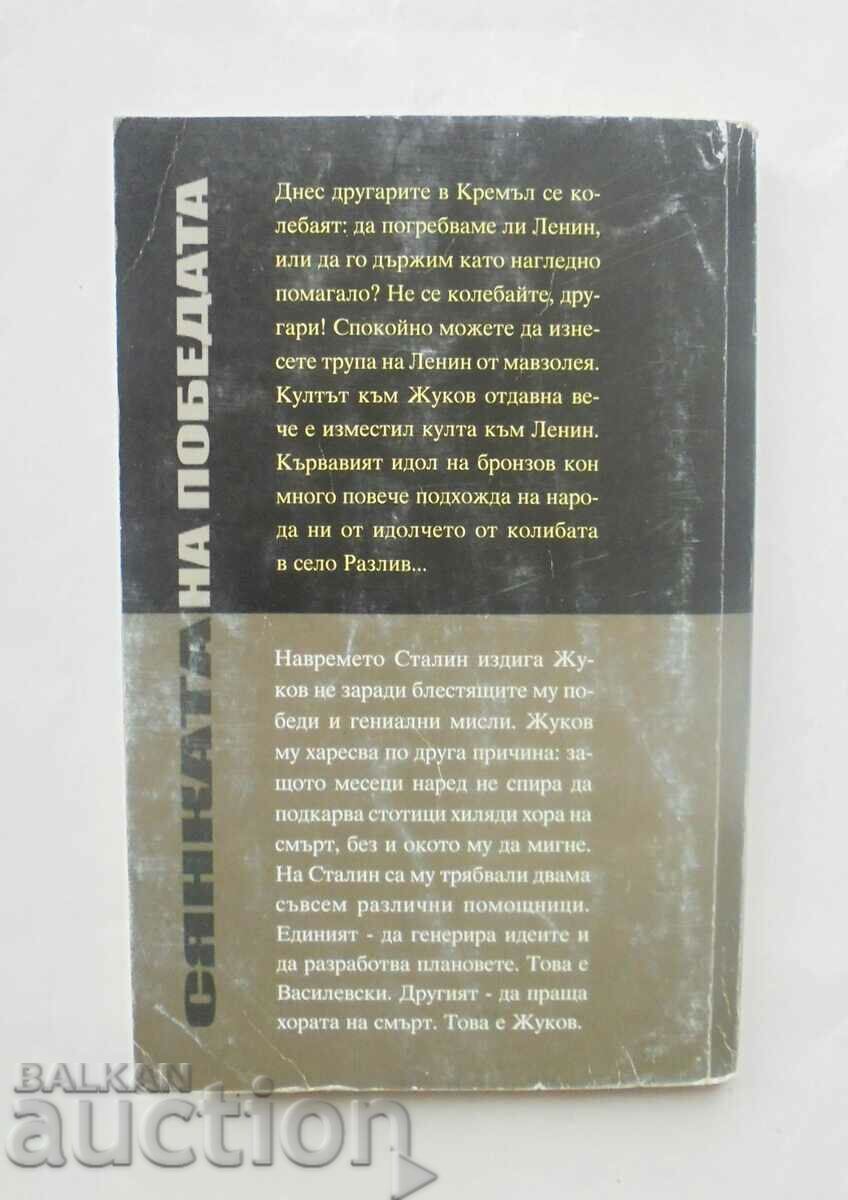 СЯНКАТА НА ПОБЕДАТА
Днес другарите в Кремъл се ко-
лебаят: да погребваме ли Ленин,
или да го държим като нагледно
помагало? Не се колебайте, дру-
гари! Спокойно можете да изне-
сете трупа на Ленин от мавзолея.
Култът към Жуков отдавна ве-
че е изместил култа към Ленин.
Кървавият идол на бронзов кон
много повече подхожда на наро-
да ни от идолчето от колибата
в село Разлив...
Навремето Сталин издига Жу-
ков не заради блестящите му по-
беди и гениални мисли. Жуков
му харесва по друга причина: за-
щото месеци наред не спира да
подкарва стотици хиляди хора на
смърт, без и окото му да мигне.
На Сталин са му трябвали двама
съвсем различни помощници.
Единият - да генерира идеите и
да разработва плановете. Това е
Василевски. Другият - да праща
хората на смърт. Това е Жуков.
BALKAN
auction